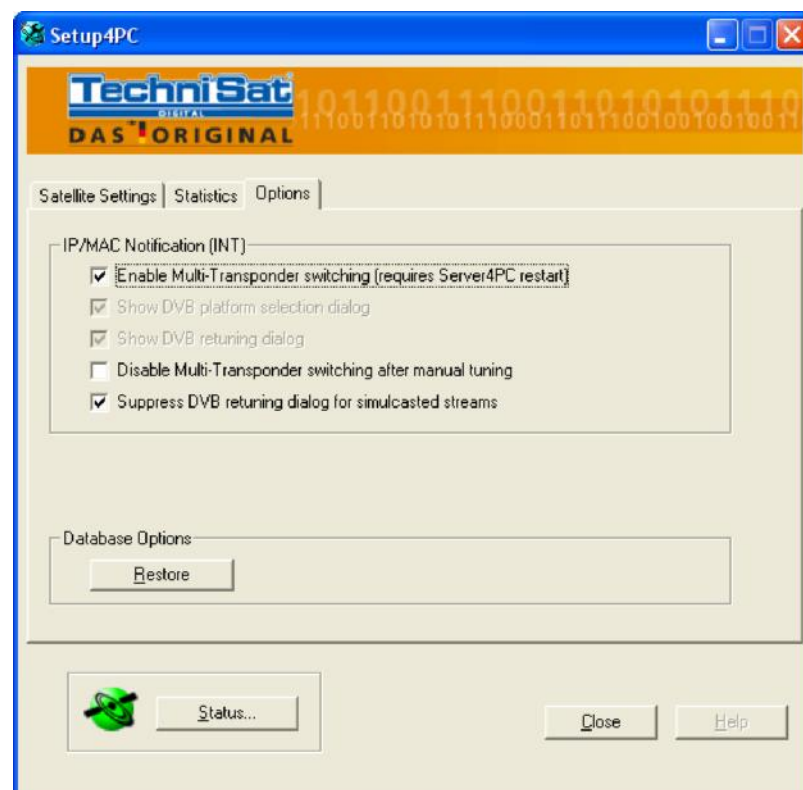 Setup4PC
TechniSat
DIGITAL
DAS ORIGINAL
Satellite Settings Statistics Options
IP/MAC Notification (INT)
Enable Multi-Transponder switching (requires Server4PC restart)
Show DVB platform selection dialog
Show DVB retuning dialog
Disable Multi-Transponder switching after manual tuning
Suppress DVB retuning dialog for simulcasted streams
Database Options
Restore
Status...
Close Help